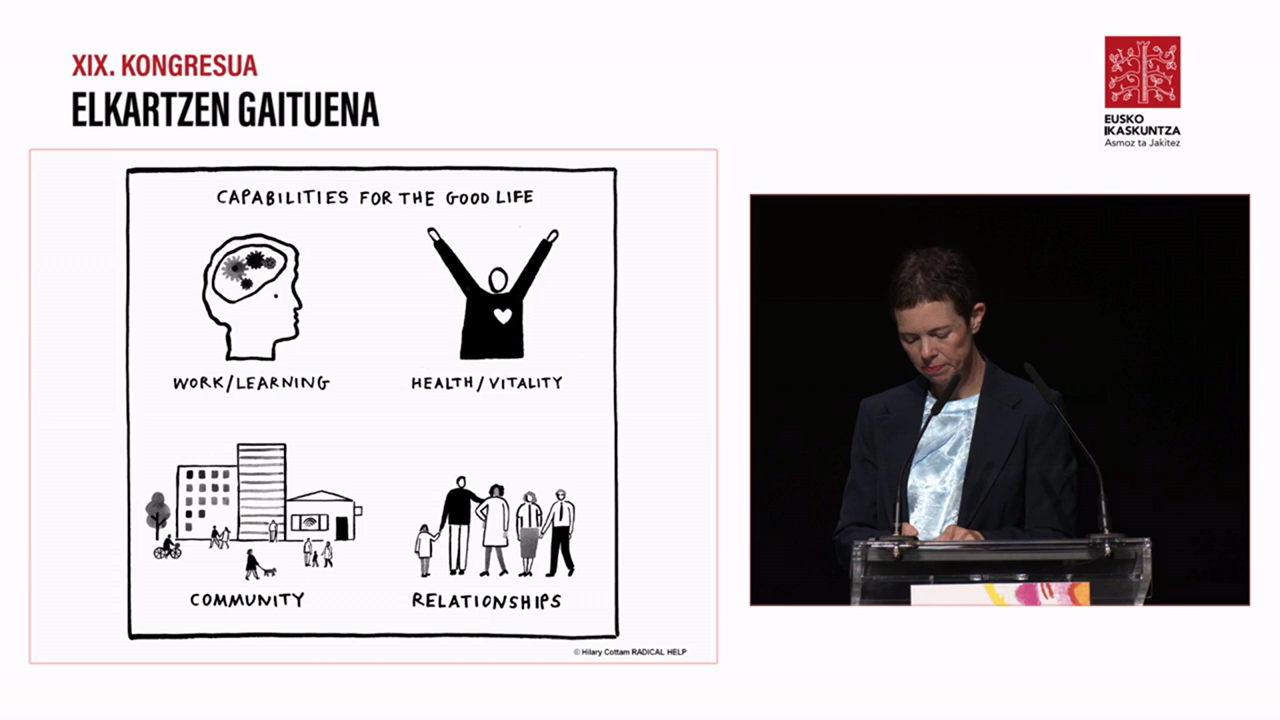 XIX. KONGRESUA
ELKARTZEN GAITUENA
EUSKO
IKASKUNTZA
Asmoz ta Jakitez
CAPABILITIES FOR THE GOOD LIFE
WORK/LEARNING
HEALTH/VITALITY
COMMUNITY
RELATIONSHIPS
© Hilary Cottam RADICAL HELP